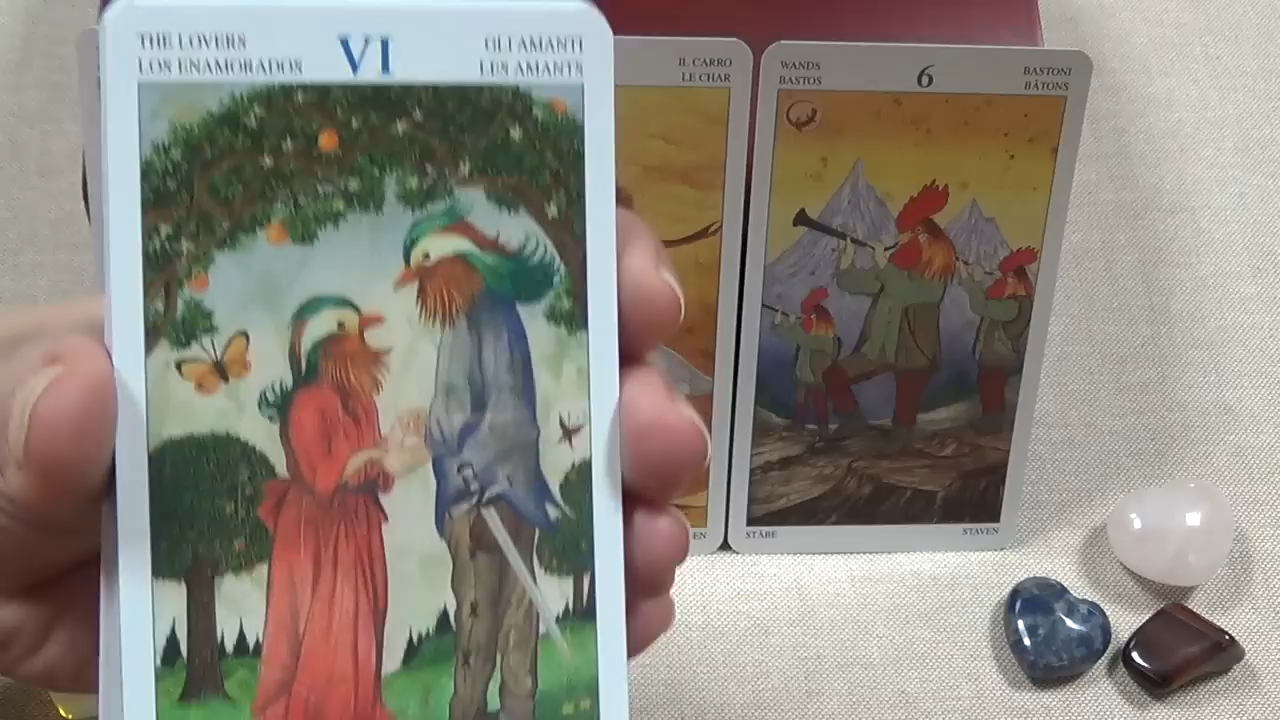 THE LOVERS
LOS ENAMORADOS
VI
GLI AMANTI
LES AMANTS
IL CARRO
LE CHAR
EN
WANDS
BASTOS
6
BASTONI
BÂTONS
STÄBE
STAVEN